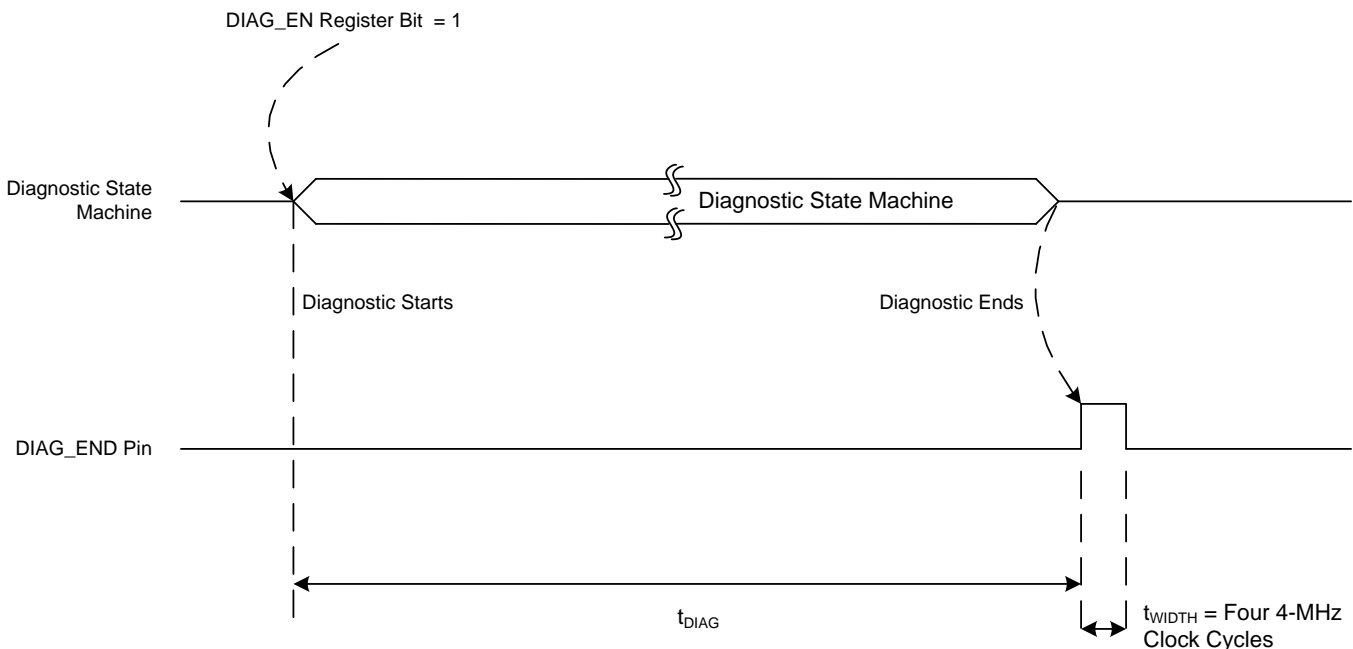 DIAG_EN Register Bit = 1
Diagnostic State
Machine
Diagnostic State Machine
Diagnostic Starts
Diagnostic Ends
DIAG_END Pin
tDIAG
tWIDTH = Four 4-MHz
Clock Cycles